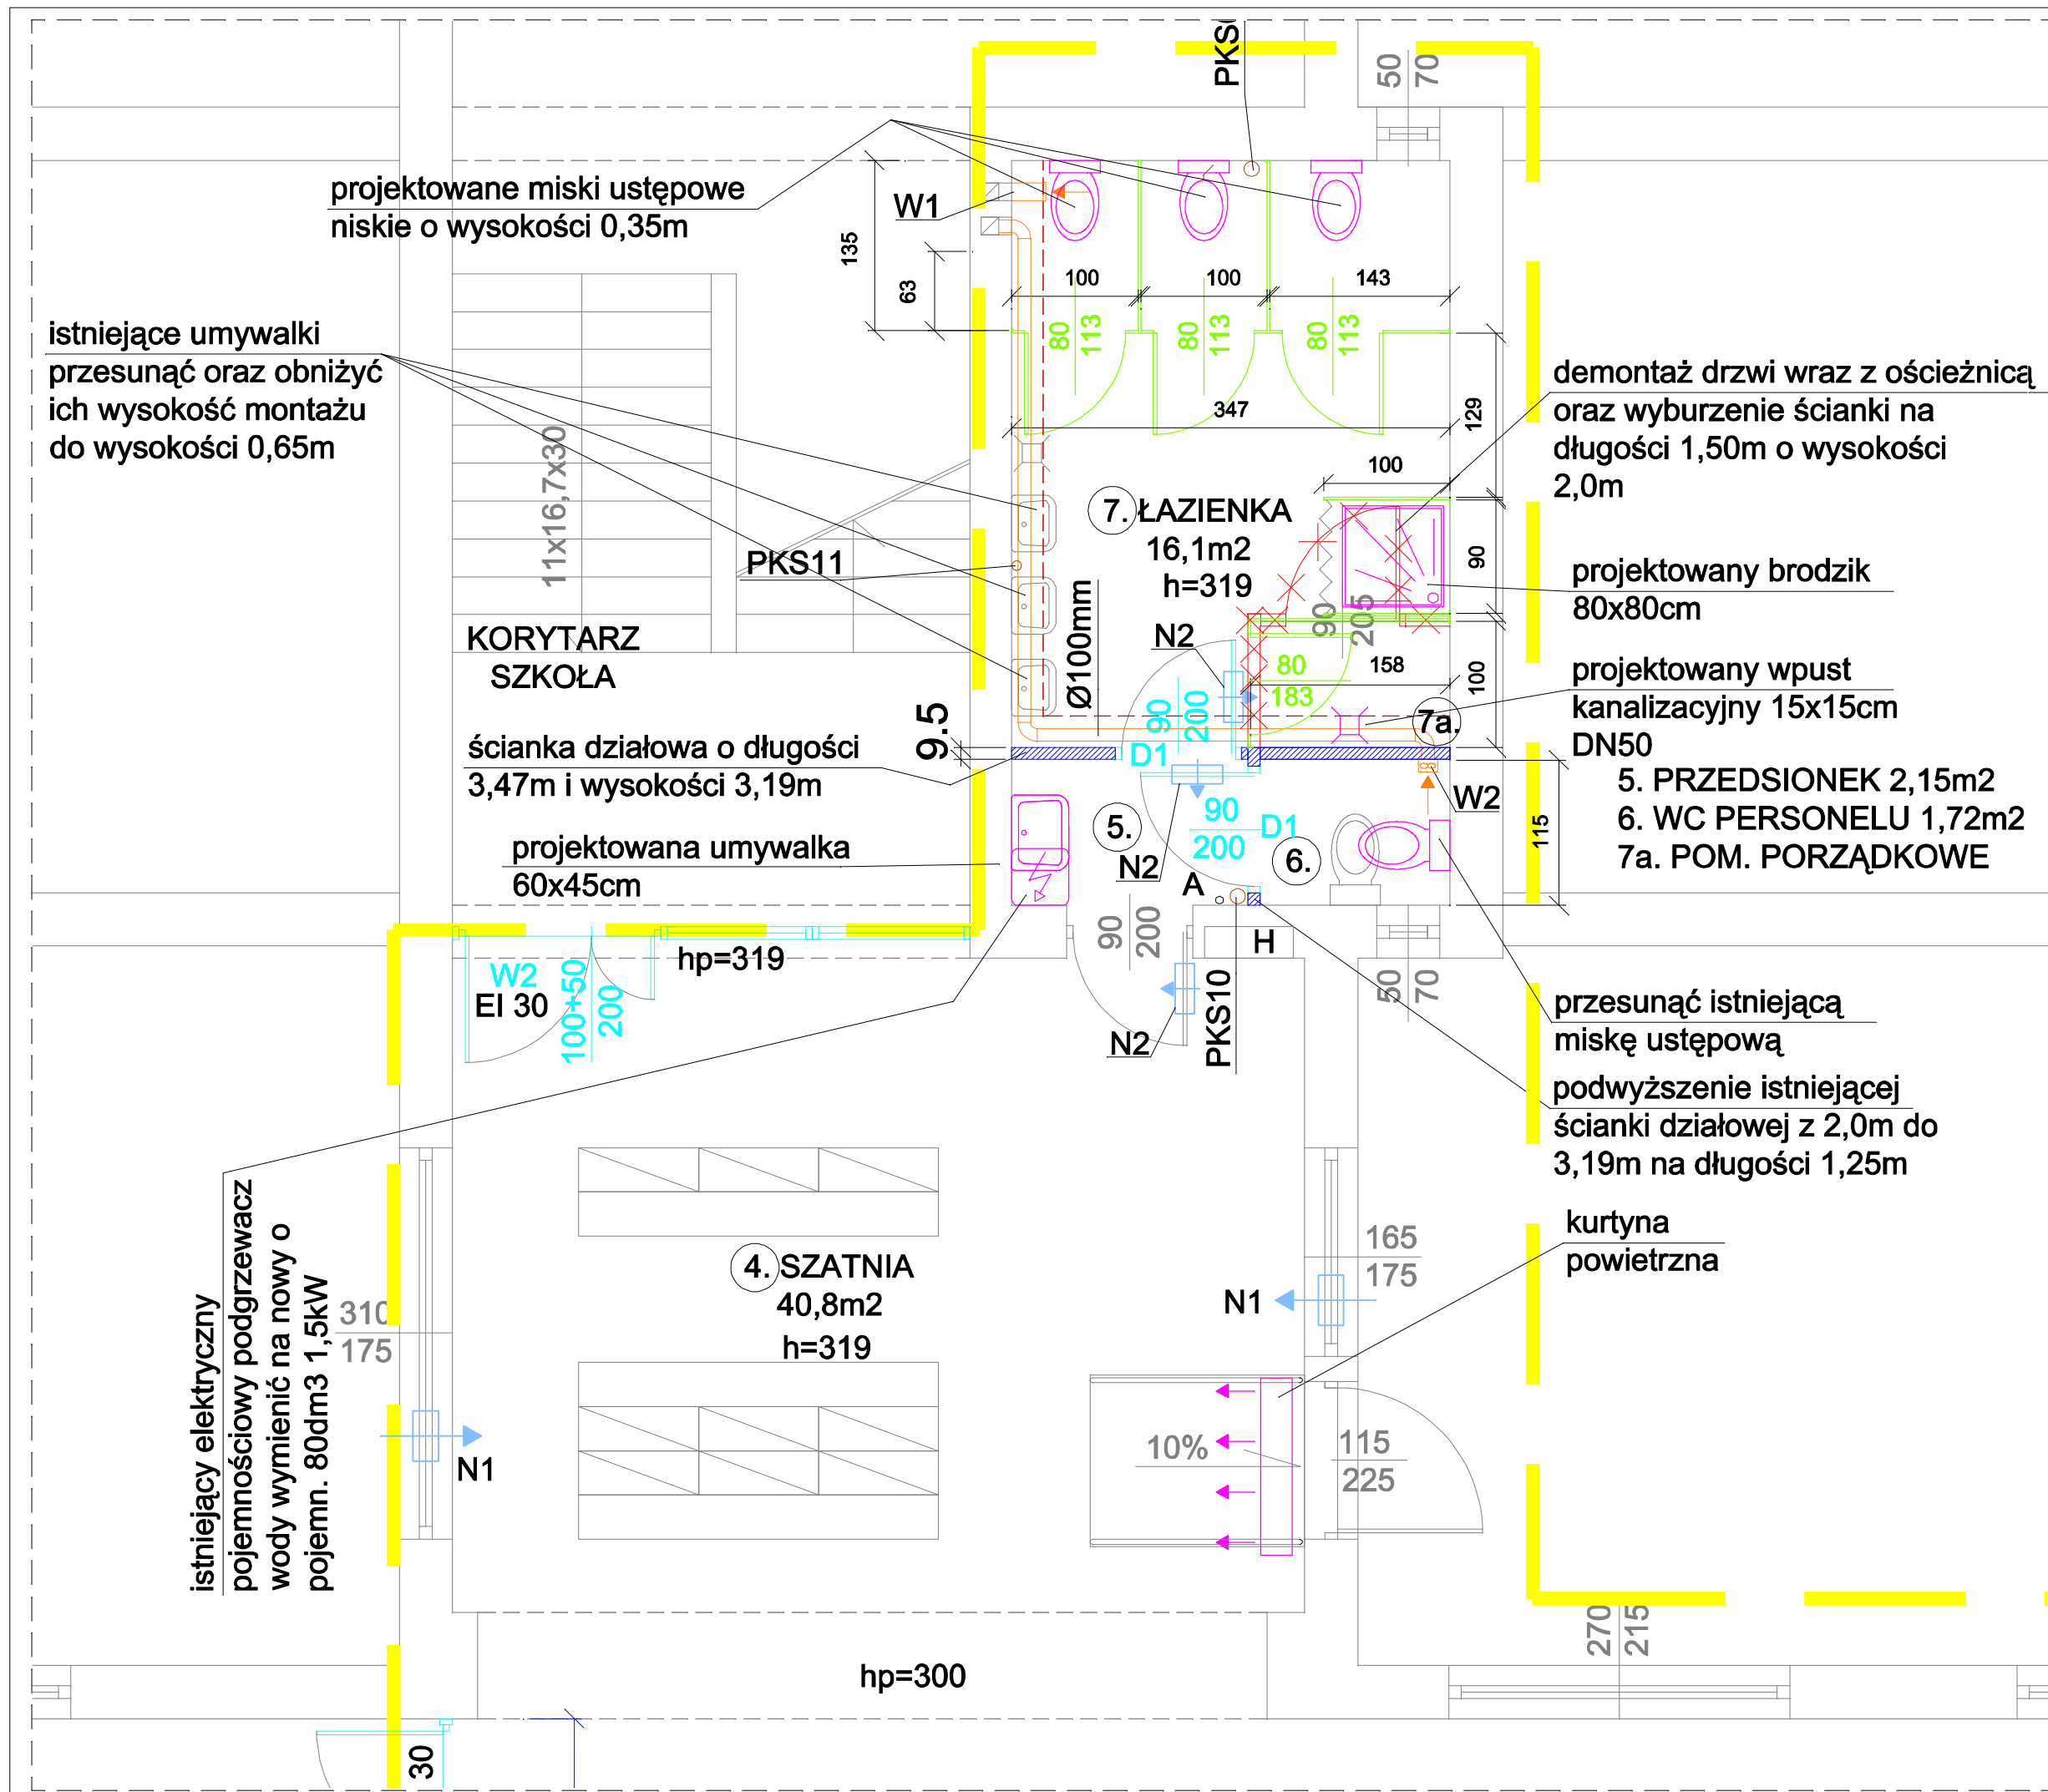 PKS
50
70
projektowane miski ustępowe
niskie o wysokości 0,35m
W1
135
63
100
100
143
80
113
80
113
80
113
347
129
istniejące umywalki
przesunąć oraz obniżyć
ich wysokość montażu
do wysokości 0,65m
demontaż drzwi wraz z ościeżnicą
oraz wyburzenie ścianki na
długości 1,50m o wysokości
2,0m
11x16,7x30
100
7. ŁAZIENKA
16,1m2
h=319
PKS11
90
90
205
projektowany brodzik
80x80cm
Ø100mm
KORYTARZ
SZKOŁA
N2
80
183
158
100
projektowany wpust
kanalizacyjny 15x15cm
DN50
90
200
7a.
9.5
ścianka działowa o długości
3,47m i wysokości 3,19m
D1
W2
5. PRZEDSIONEK 2,15m2
6. WC PERSONELU 1,72m2
7a. POM. PORZĄDKOWE
5.
90
200
D1
115
projektowana umywalka
60x45cm
N2
6.
A
90
200
H
hp=319
W2
EI 30
100+50
200
N2
PKS10
50
70
przesunąć istniejącą
miskę ustępową
podwyższenie istniejącej
ścianki działowej z 2,0m do
3,19m na długości 1,25m
istniejący elektryczny
pojemnościowy podgrzewacz
wody wymienić na nowy o
pojemn. 80dm3 1,5kW
kurtyna
powietrzna
165
175
4. SZATNIA
40,8m2
h=319
N1
310
175
10%
115
225
N1
270
215
hp=300
30